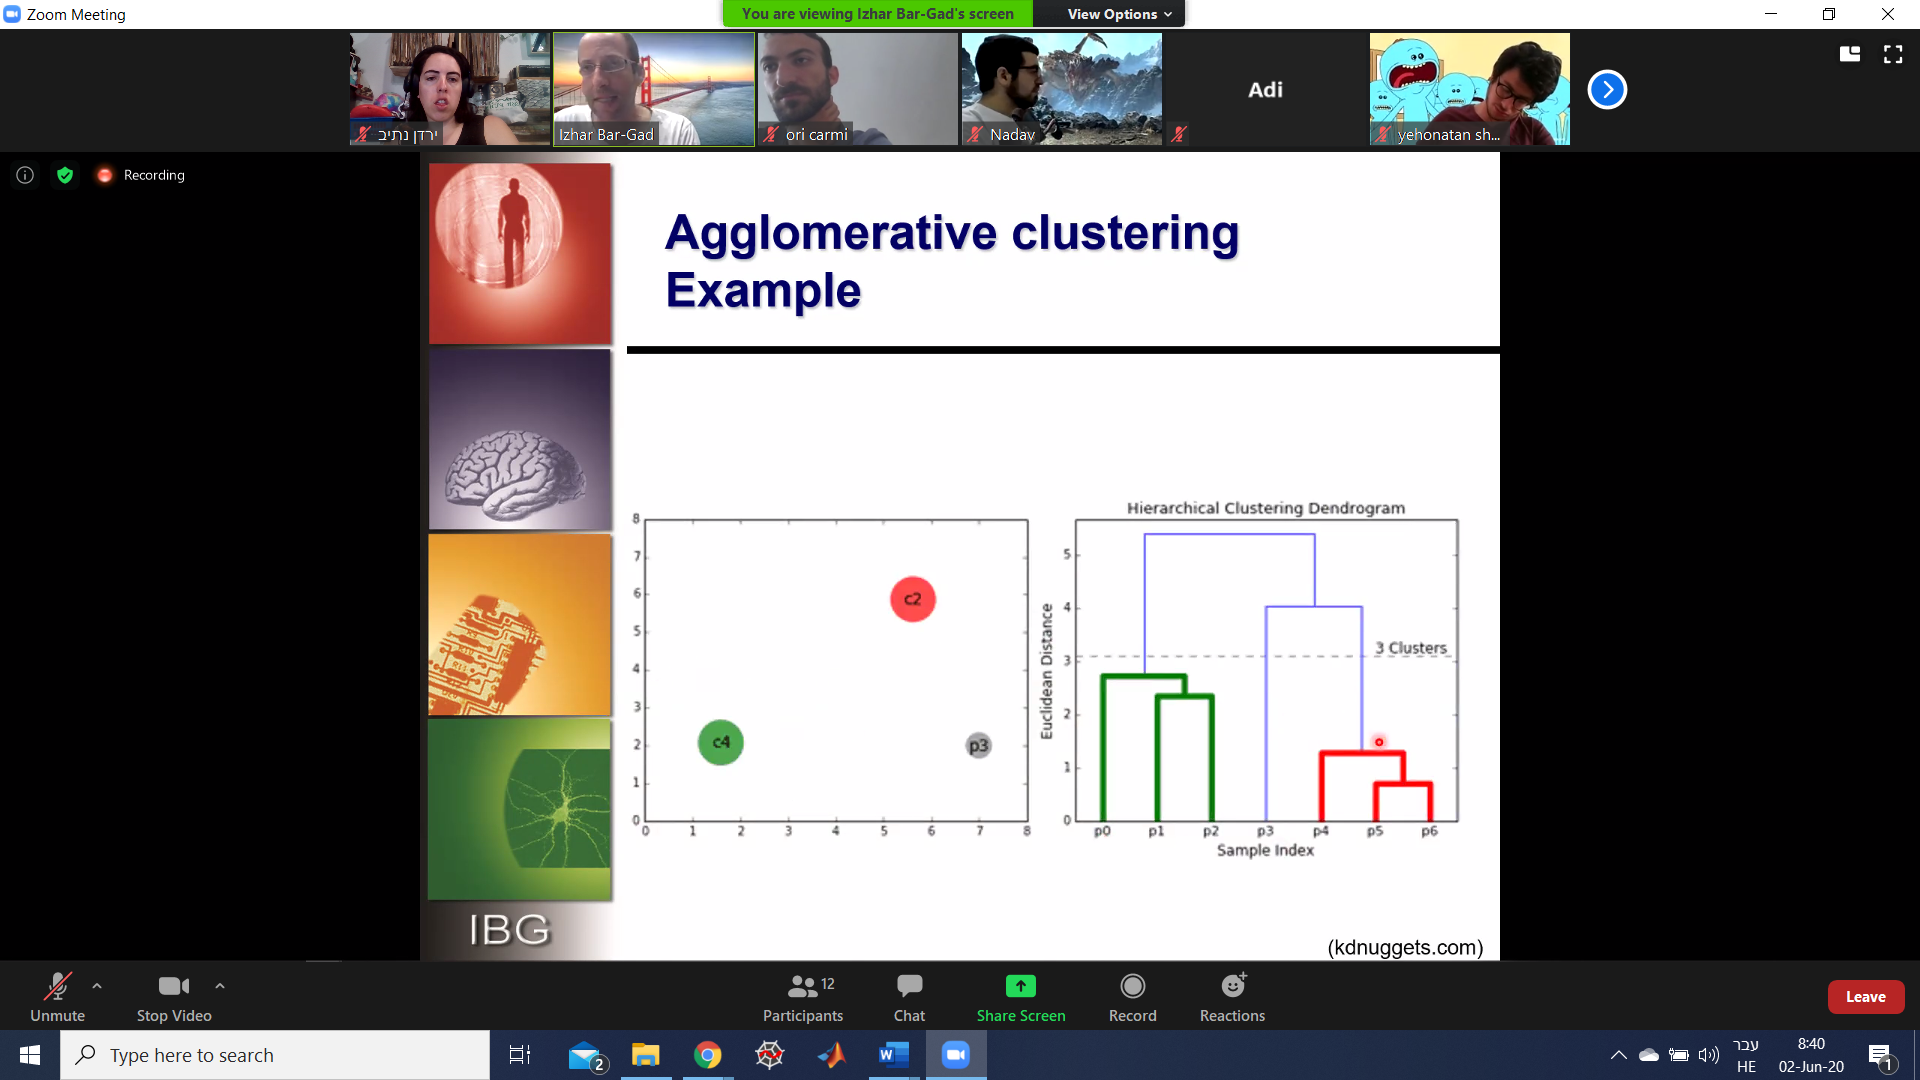 Zoom Meeting
You are viewing Izhar Bar-Gad's screen
View Options
ירדן נתיב
Izhar Bar-Gad
ori carmi
Nadav
Adi
yehonatan sh...
Recording
Agglomerative clustering
Example
8
7
6
5
4
3
2
1
0
0 1 2 3 4 5 6 7 8
c2
c4
p3
Hierarchical Clustering Dendrogram
Euclidean Distance
5
4
3
2
1
0
3 Clusters
p0 p1 p2 p3 p4 p5 p6
Sample Index
IBG
(kdnuggets.com)
Unmute
Stop Video
12
Participants
Chat
Share Screen
Record
Reactions
Leave
Type here to search
2
עבר
HE
8:40
02-Jun-20
1